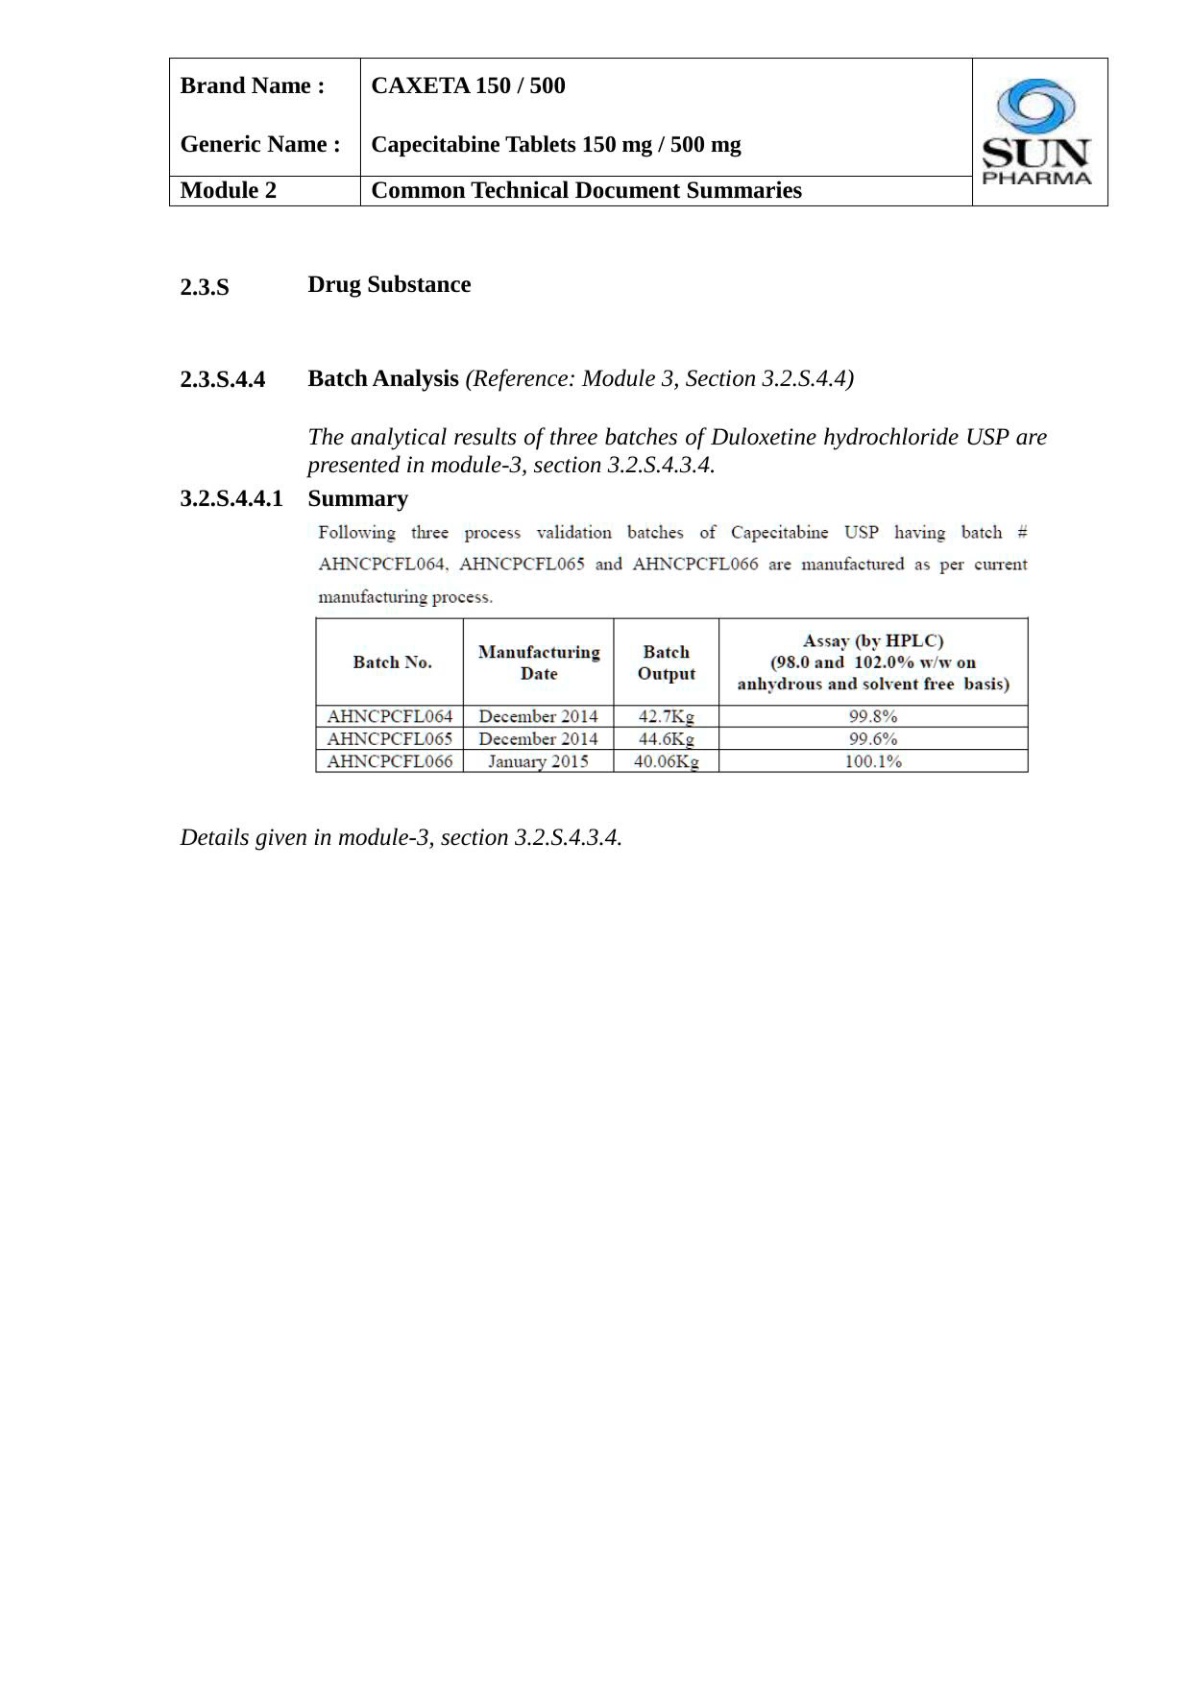 Brand Name : CAXETA 150 / 500
Generic Name : Capecitabine Tablets 150 mg / 500 mg
Module 2 Common Technical Document Summaries
SUN
PHARMA
2.3.S Drug Substance
2.3.S.4.4 Batch Analysis (Reference: Module 3, Section 3.2.S.4.4)
The analytical results of three batches of Duloxetine hydrochloride USP are
presented in module-3, section 3.2.S.4.3.4.
3.2.S.4.4.1 Summary
Following three process validation batches of Capecitabine USP having batch #
AHNCPCFL064, AHNCPCFL065 and AHNCPCFL066 are manufactured as per current
manufacturing process.
Batch No. Manufacturing Date Batch Output Assay (by HPLC) (98.0 and 102.0% w/w on anhydrous and solvent free basis)
AHNCPCFL064 December 2014 42.7Kg 99.8%
AHNCPCFL065 December 2014 44.6Kg 99.6%
AHNCPCFL066 January 2015 40.06Kg 100.1%
Details given in module-3, section 3.2.S.4.3.4.